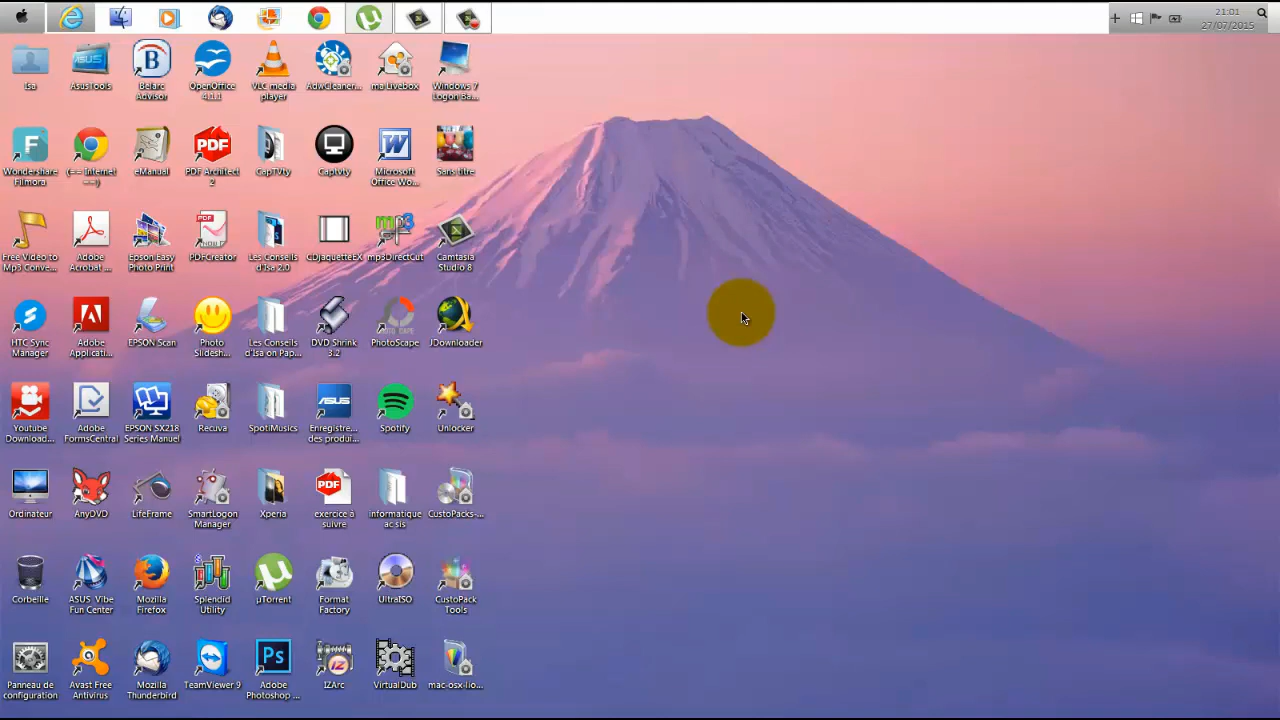 21:01
27/07/2015
Isa
Asus tools
Belarc
Advisor
OpenOffice
4.1.1
VLC media
player
AdwCleaner...
ma Livebox
Windows 7
Logon Ba...
Wondershare
Filmora
(-- Internet
--)
eManual
PDF Architect
2
CapTVty
Captvty
Microsoft
Office Wo...
Sans titre
Free Video to
Mp3 Conve...
Adobe
Acrobat ...
Epson Easy
Photo Print
PDFCreator
Les Conseils
d'Isa 2.0
CDjaquetteEX
mp3DirectCut
Camtasia
Studio 8
HTC Sync
Manager
Adobe
Applicati...
EPSON Scan
Photo
Slidesh...
Les Conseils
d'Isa on Pap...
DVD Shrink
3.2
PhotoScape
JDownloader
Youtube
Download...
Adobe
FormsCentral
EPSON SX218
Series Manuel
Recuva
SpotiMusics
Enregistre...
des produi...
Spotify
Unlocker
Ordinateur
AnyDVD
LifeFrame
SmartLogon
Manager
Xperia
exercice à
suivre
informatique
ac sis
CustoPacks-...
Corbeille
ASUS_Vibe
Fun Center
Mozilla
Firefox
Splendid
Utility
µTorrent
Format
Factory
UltraISO
CustoPack
Tools
Panneau de
configuration
Avast Free
Antivirus
Mozilla
Thunderbird
TeamViewer 9
Adobe
Photoshop ...
IZArc
VirtualDub
mac-osx-lio...